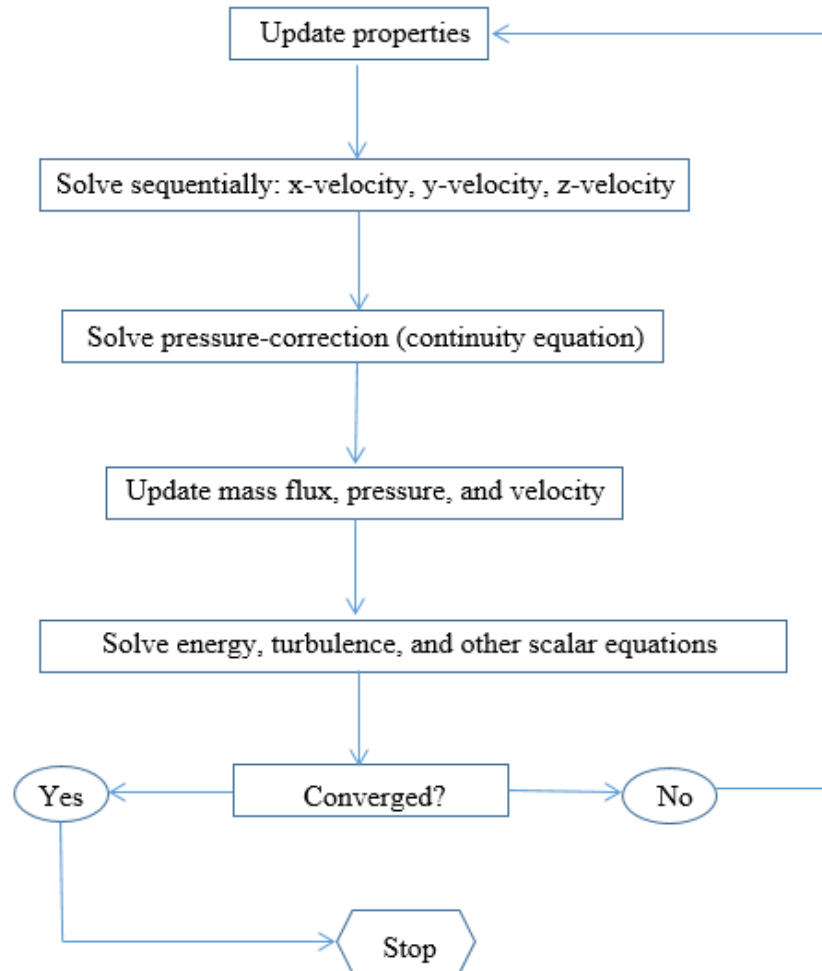 Update properties
Solve sequentially: x-velocity, y-velocity, z-velocity
Solve pressure-correction (continuity equation)
Update mass flux, pressure, and velocity
Solve energy, turbulence, and other scalar equations
Yes
Converged?
No
Stop